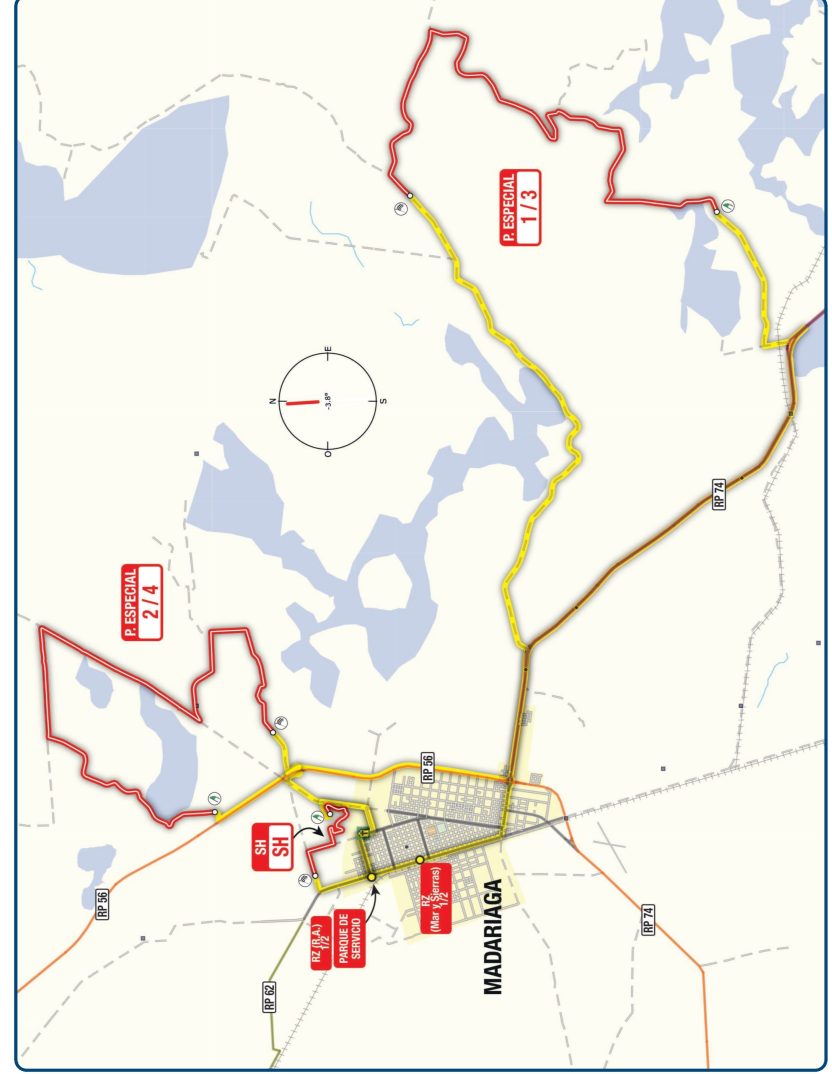 RP 56
P. ESPECIAL
2 / 4
SH
SH
RP 62
N
O
E
S
-3.8°
RZ (R.A.)
1/2
PARQUE DE
SERVICIO
RP 56
RZ
(Mar y Sierras)
1/2
MADARIAGA
P. ESPECIAL
1 / 3
RP 74
RP 74